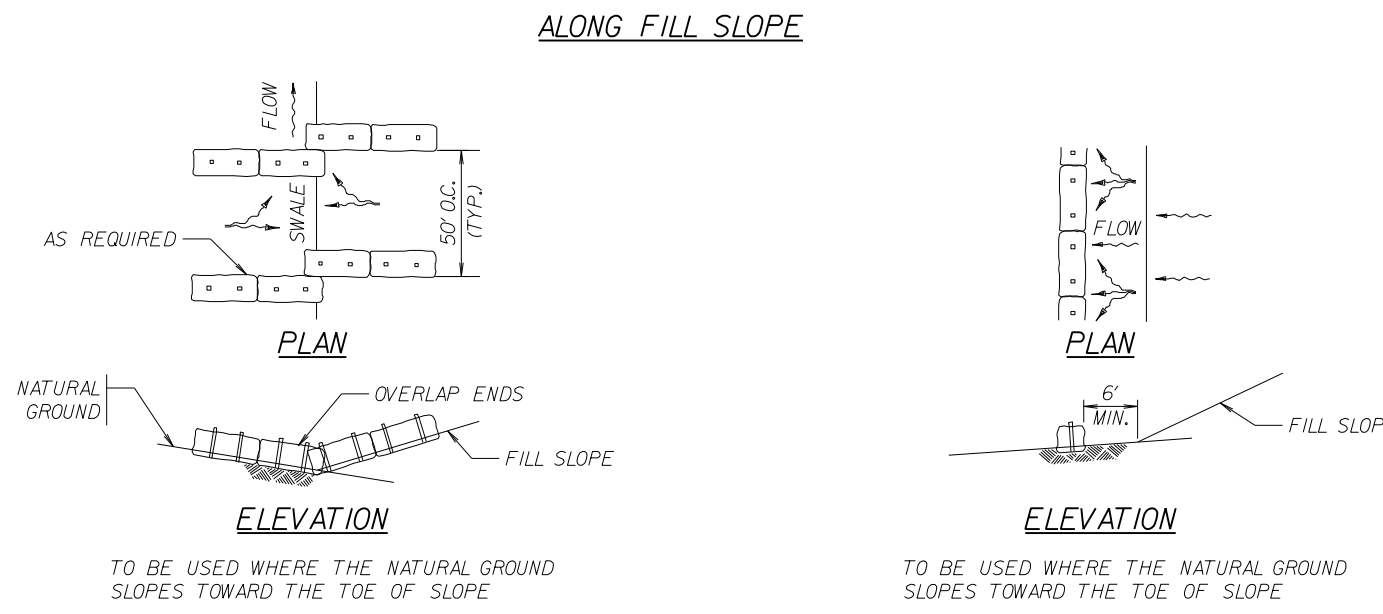 ALONG FILL SLOPE
FLOW
SWALE
50' O.C.
(TYP.)
AS REQUIRED
PLAN
NATURAL
GROUND
OVERLAP ENDS
FILL SLOPE
ELEVATION
TO BE USED WHERE THE NATURAL GROUND
SLOPES TOWARD THE TOE OF SLOPE
FLOW
PLAN
6'
MIN.
FILL SLOP
ELEVATION
TO BE USED WHERE THE NATURAL GROUND
SLOPES TOWARD THE TOE OF SLOPE